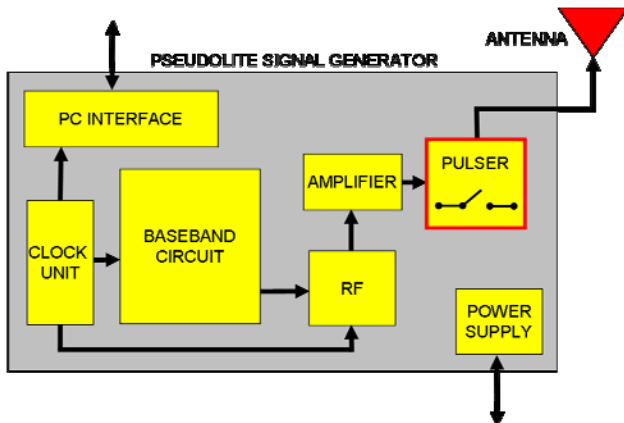 ANTENNA
PSEUDOLITE SIGNAL GENERATOR
PC INTERFACE
PULSER
AMPLIFIER
BASEBAND
CIRCUIT
CLOCK
UNIT
RF
POWER
SUPPLY